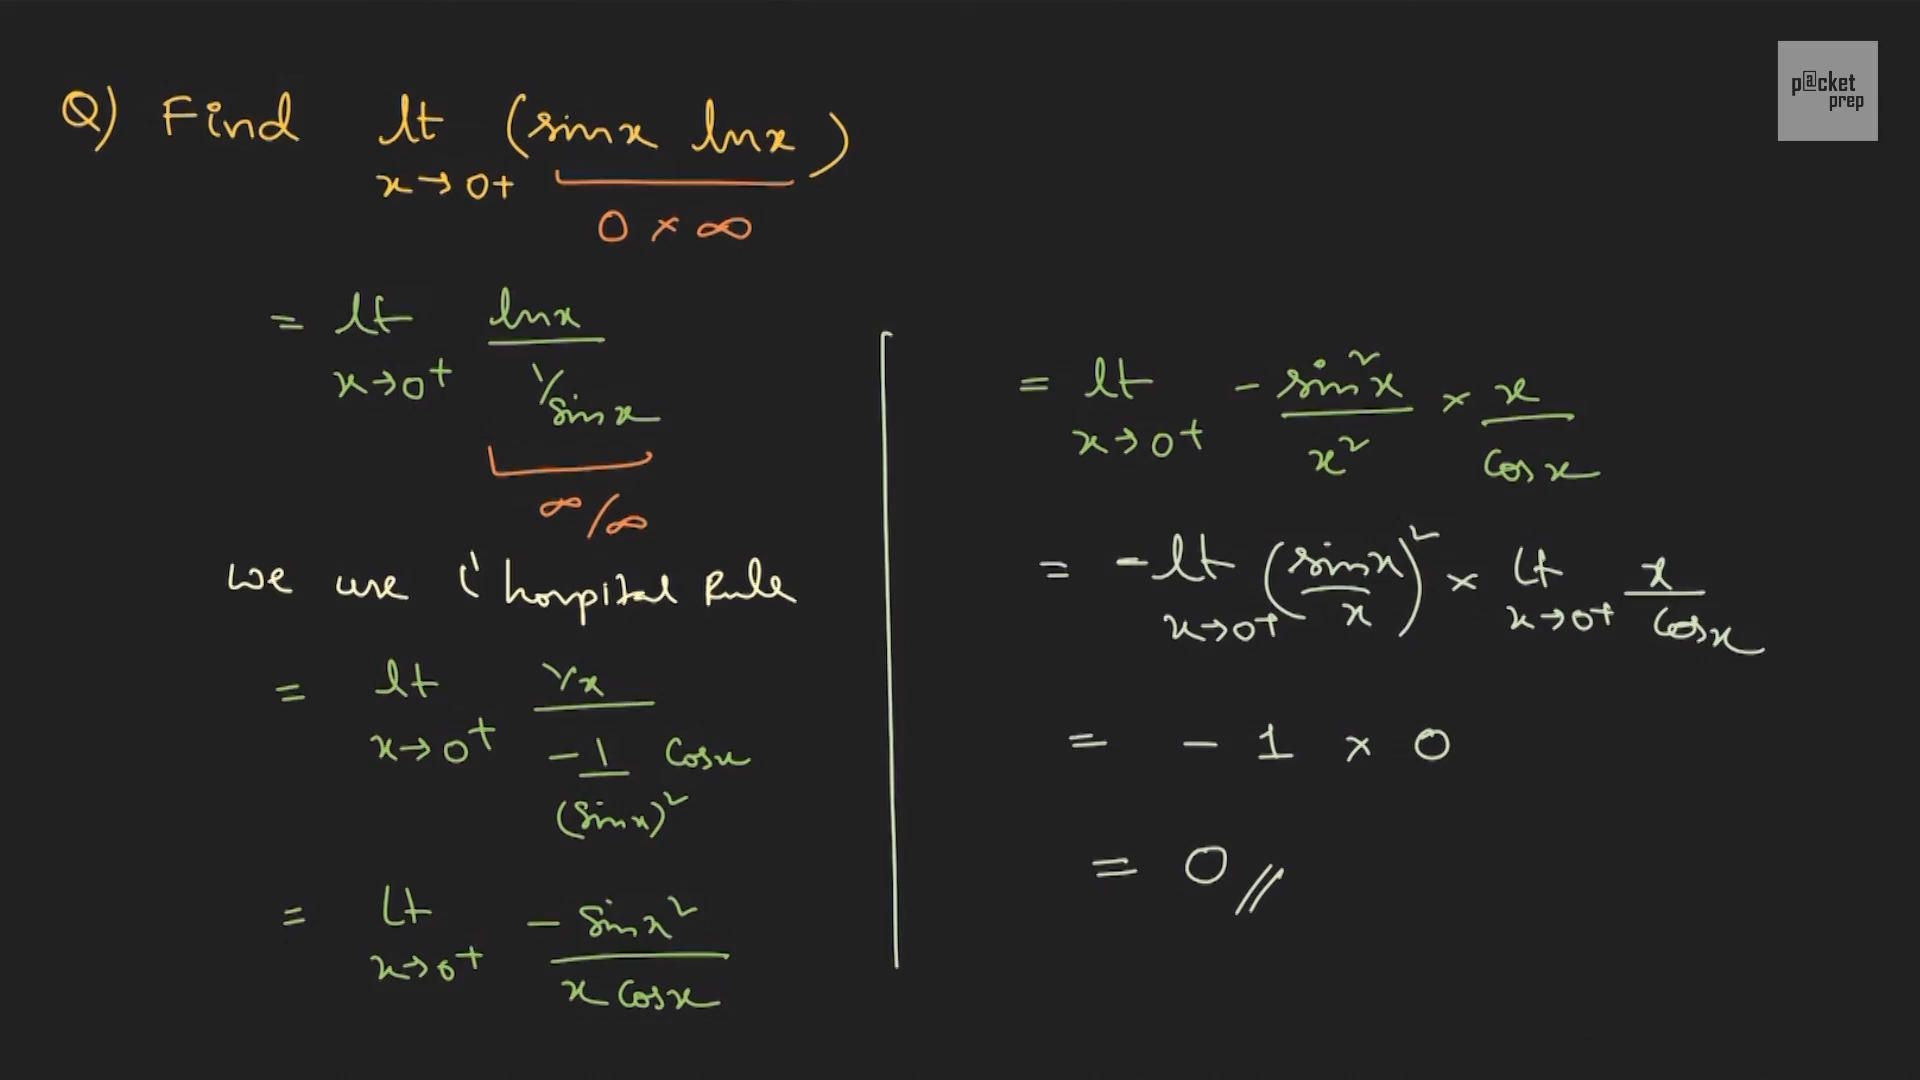 p@cket
prep
Q) Find lt (sinx lnx)
x→0+
0 × ∞
= lt lnx
x→0+ 1/sinx
∞/∞
we use l' hospital Rule
= lt 1/x
x→0+ -1 cosx
(sinx)²
= Lt - sinx²
x→0+ x cosx
= lt - sin²x × x
x→0+ x² cosx
= - lt (sinx/x)² × Lt x
x→0+ x→0+ cosx
= - 1 × 0
= 0 //